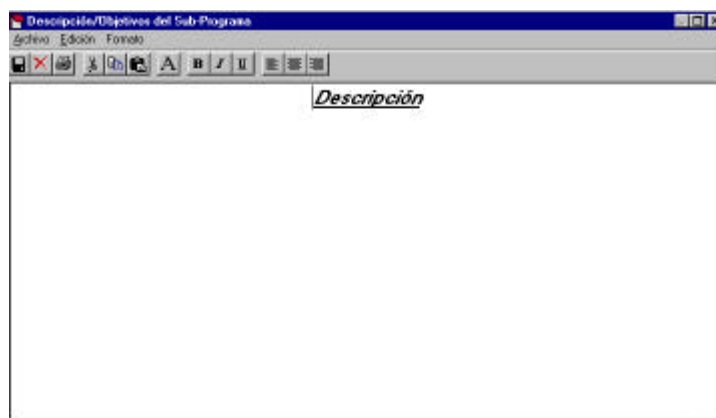 Descripción/Objetivos del Sub-Programa
Archivo Edición Formato
A B I U
Descripción